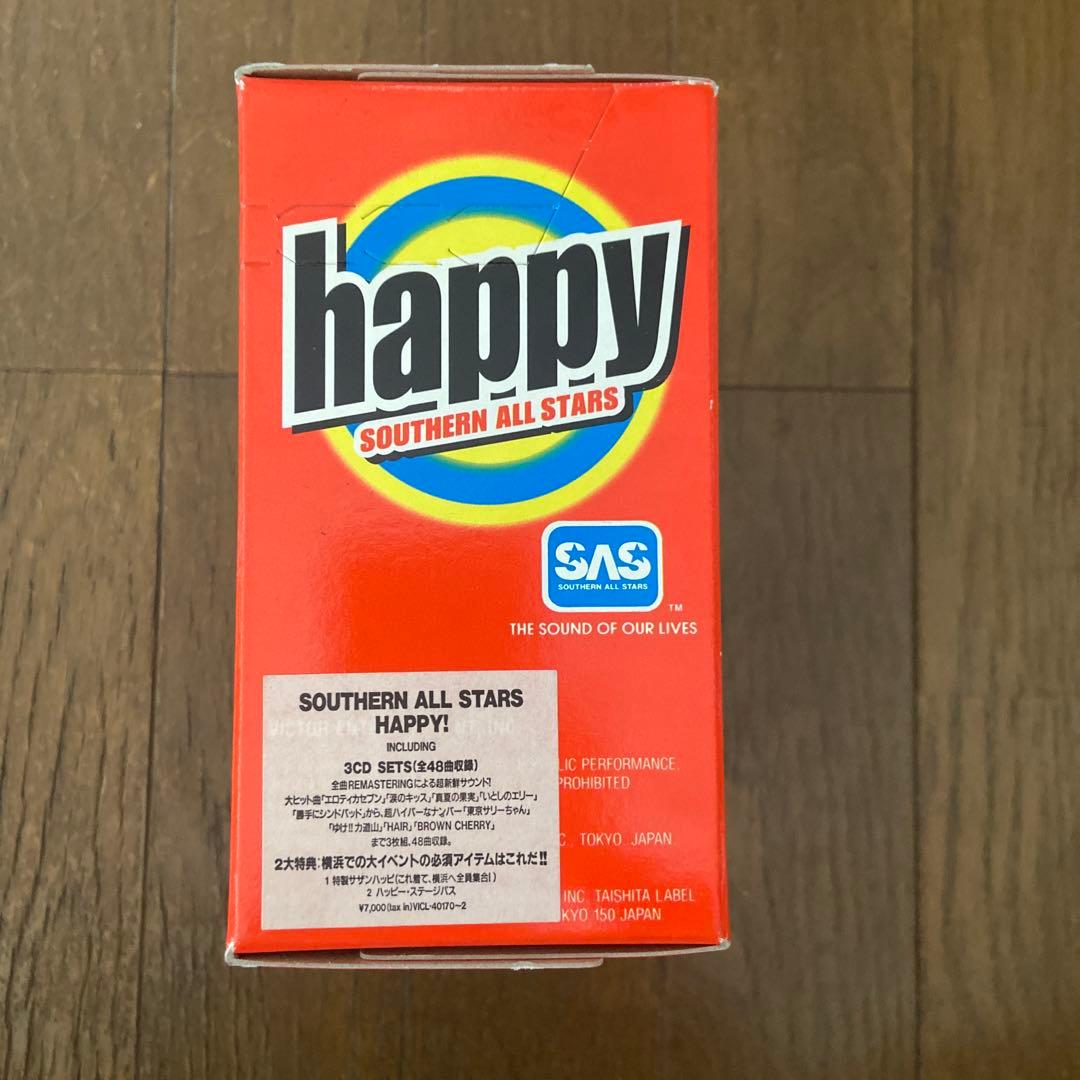 happy
SOUTHERN ALL STARS
SAS
SOUTHERN ALL STARS
TM
THE SOUND OF OUR LIVES
SOUTHERN ALL STARS
HAPPY!
INCLUDING
3CD SETS(全48曲収録)
全曲REMASTERINGによる超新鮮サウンド!
大ヒット曲「エロティカセブン」「涙のキッス」「真夏の果実」「いとしのエリー」
「勝手にシンドバッド」から、超ハイパーなナンバー「東京サリーちゃん」
「ゆけ!!力道山」「HAIR」「BROWN CHERRY」
まで3枚組、48曲収録。
2大特典:横浜での大イベントの必須アイテムはこれだ!!
1 特製サザンハッピ(これ着て、横浜へ全員集合!)
2 ハッピー・ステージパス
¥7,000(tax in)VICL-40170~2
LIC PERFORMANCE,
PROHIBITED
C., TOKYO, JAPAN
INC. TAISHITA LABEL
KYO 150 JAPAN